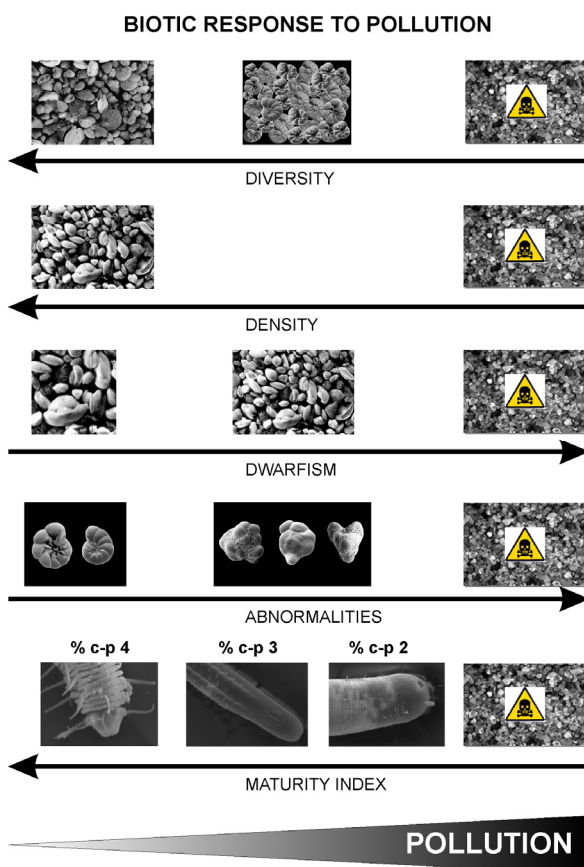 BIOTIC RESPONSE TO POLLUTION
DIVERSITY
DENSITY
DWARFISM
ABNORMALITIES
% c-p 4
% c-p 3
% c-p 2
MATURITY INDEX
POLLUTION